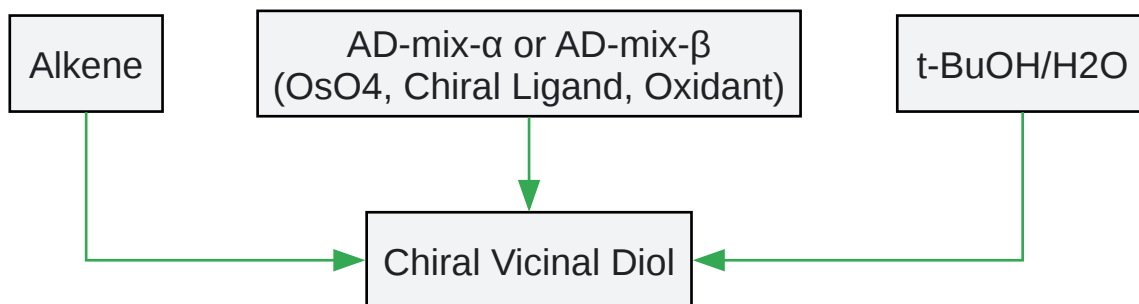 Alkene
AD-mix-α or AD-mix-β
(OsO4, Chiral Ligand, Oxidant)
t-BuOH/H2O
Chiral Vicinal Diol